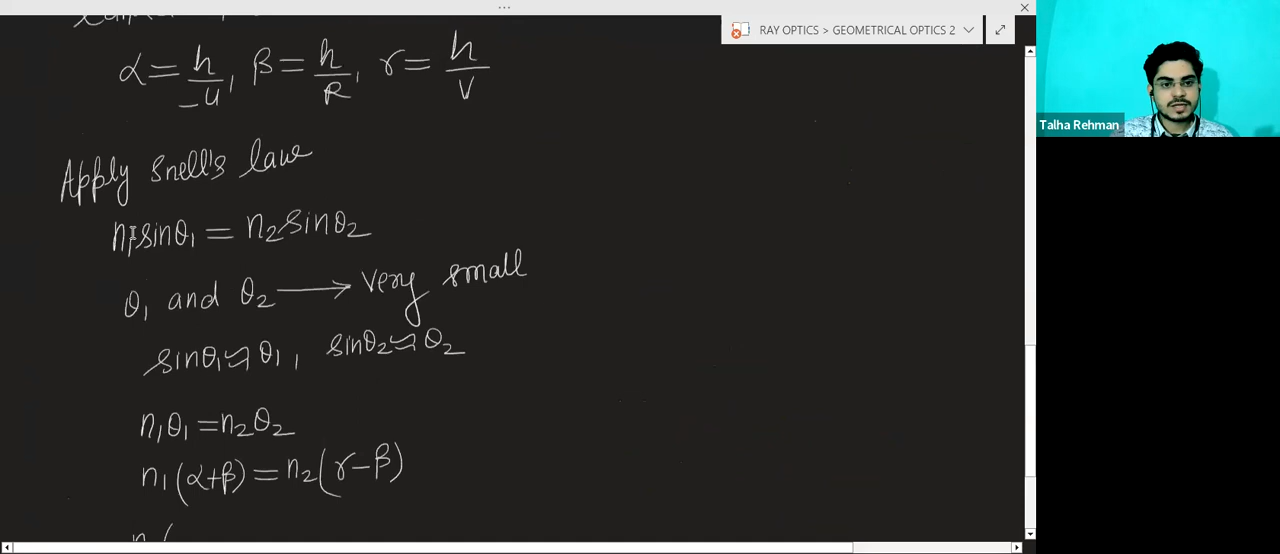 RAY OPTICS > GEOMETRICAL OPTICS 2
Talha Rehman
α = h/-u, β = h/R, r = h/v
Apply Snell's law
n₁sinθ₁ = n₂sinθ₂
θ₁ and θ₂ ⟶ very small
sinθ₁ ≈ θ₁, sinθ₂ ≈ θ₂
n₁θ₁ = n₂θ₂
n₁(α+β) = n₂(r-β)